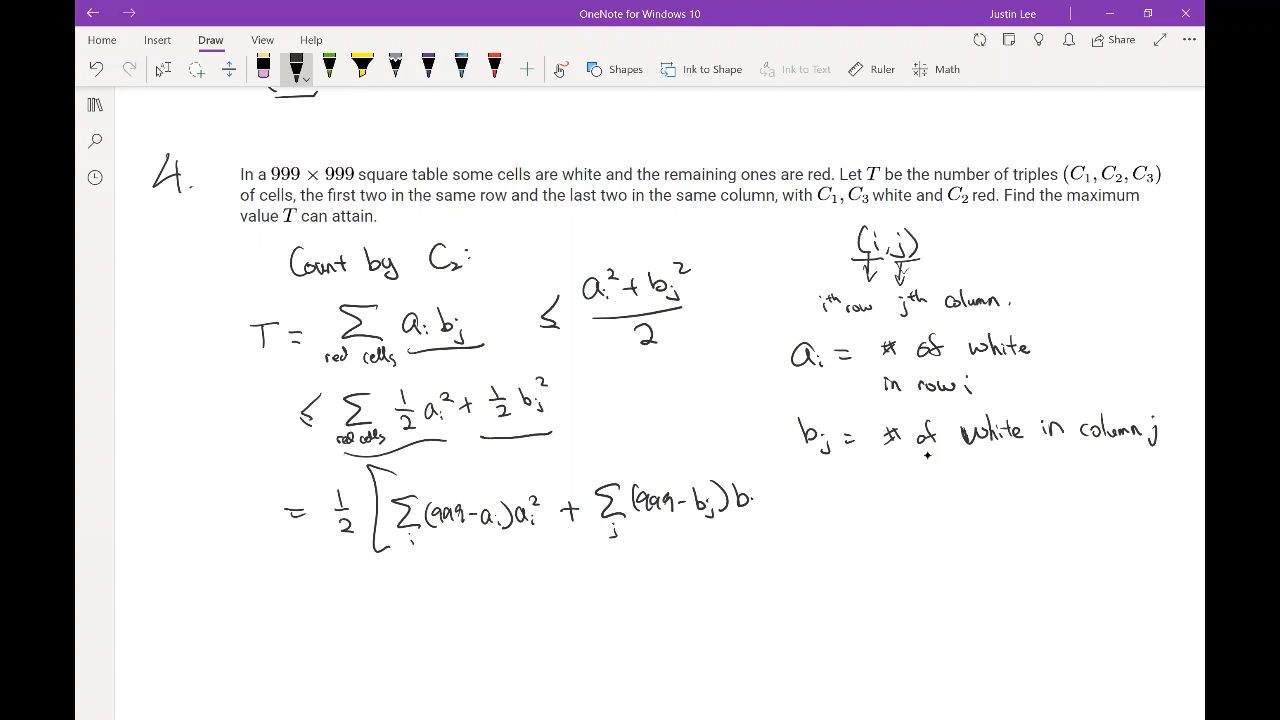 OneNote for Windows 10
Justin Lee
Home Insert Draw View Help
Share
Shapes Ink to Shape Ink to Text Ruler Math
4.
In a 999 × 999 square table some cells are white and the remaining ones are red. Let T be the number of triples (C₁, C₂, C₃)
of cells, the first two in the same row and the last two in the same column, with C₁, C₃ white and C₂ red. Find the maximum
value T can attain.
Count by C₂:
T = ∑ aᵢ bⱼ ≤ (aᵢ² + bⱼ²)/2
red cells
≤ ∑ 1/2 aᵢ² + 1/2 bⱼ²
red cells
= 1/2 [ ∑ᵢ (999-aᵢ)aᵢ² + ∑ⱼ (999-bⱼ)b
(i,j)
iᵗʰ row jᵗʰ column.
aᵢ = # of white
in row i
bⱼ = # of white in column j